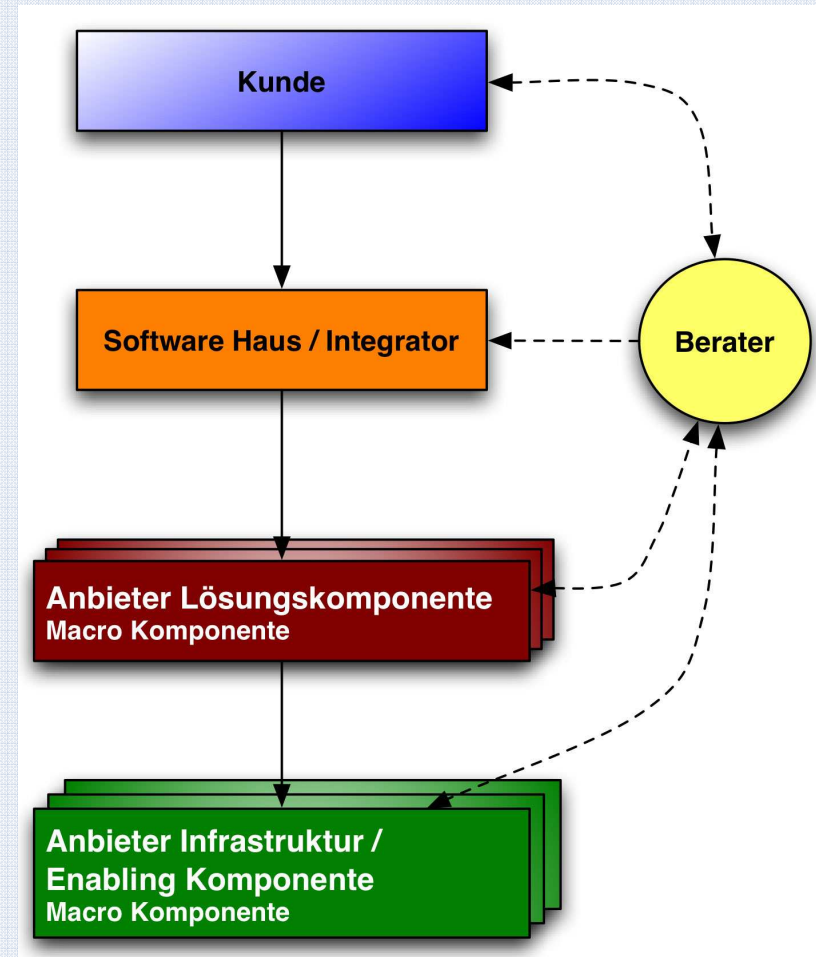 Kunde
Software Haus / Integrator
Berater
Anbieter Lösungskomponente
Macro Komponente
Anbieter Infrastruktur /
Enabling Komponente
Macro Komponente